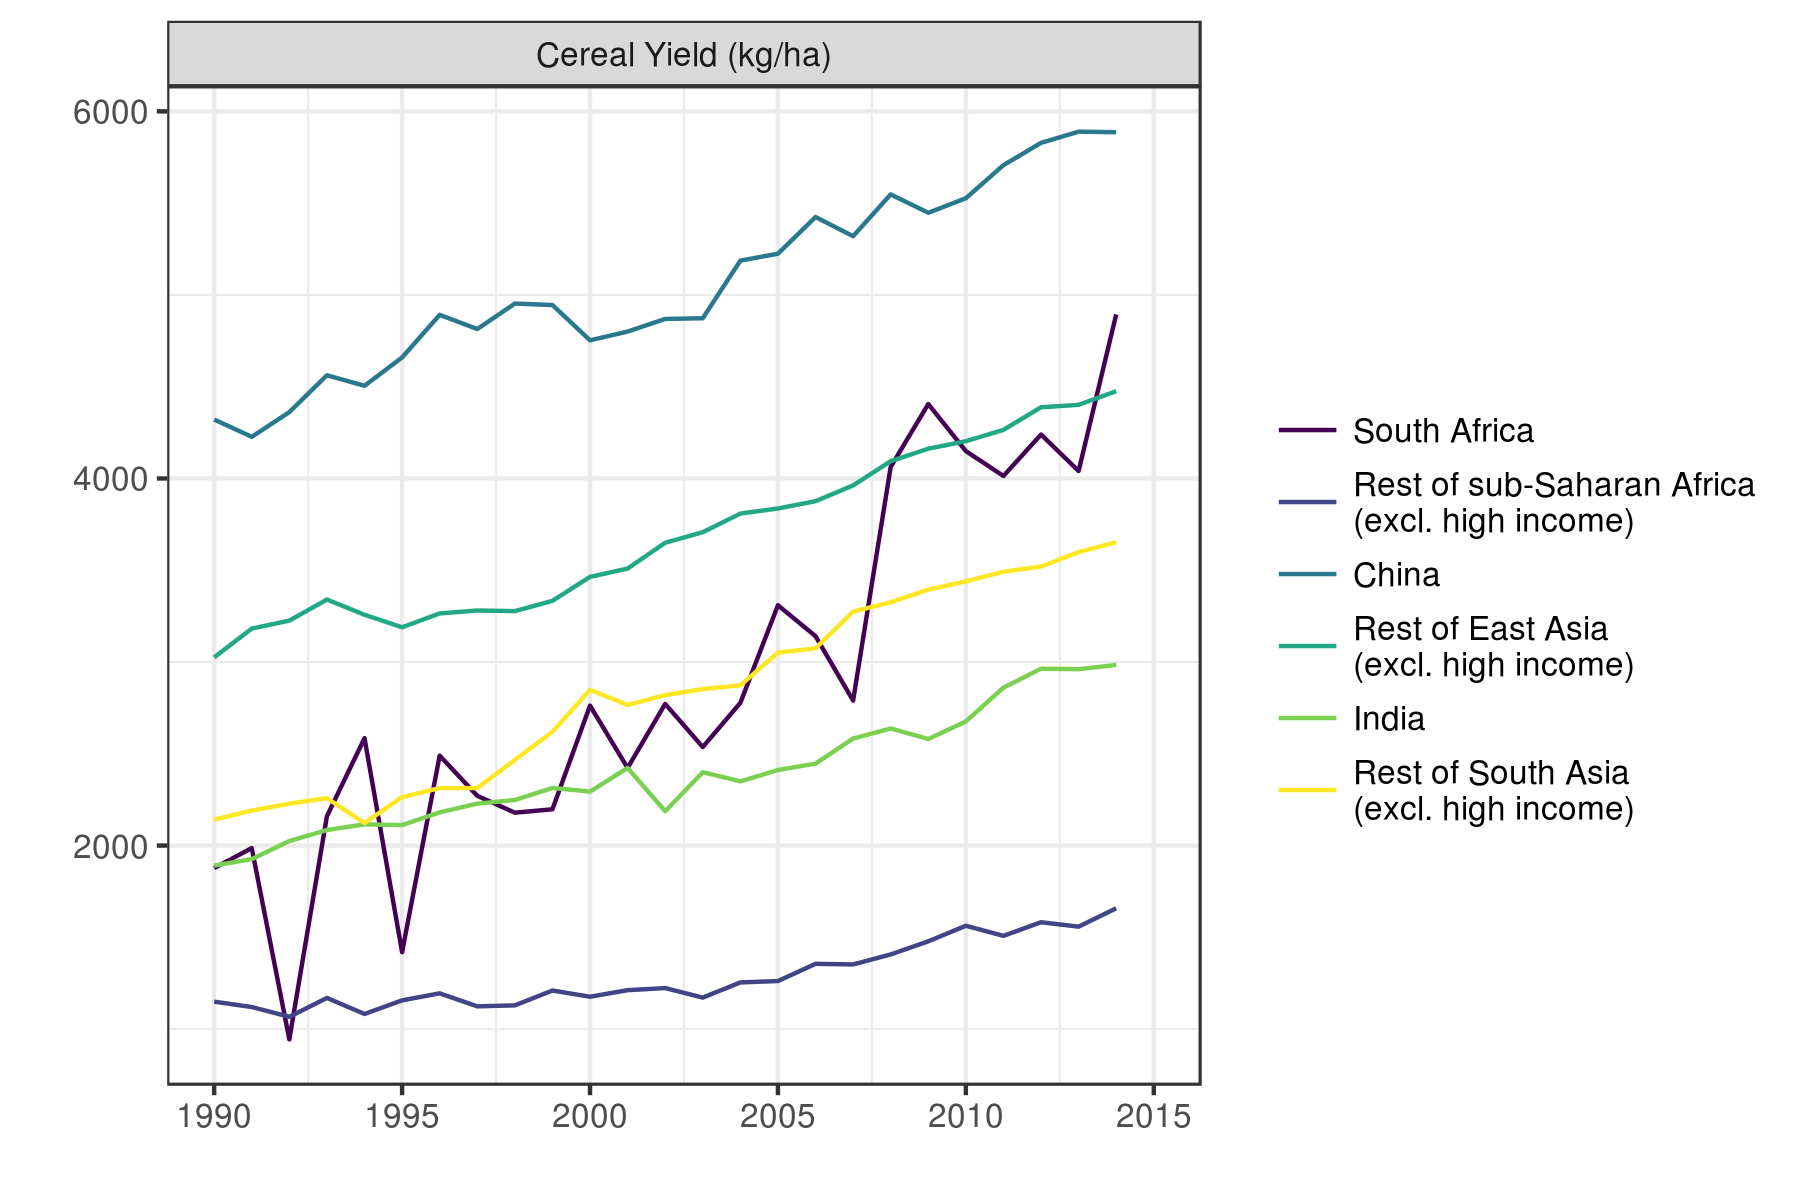 Cereal Yield (kg/ha)
6000
4000
2000
1990 1995 2000 2005 2010 2015
South Africa
Rest of sub-Saharan Africa
(excl. high income)
China
Rest of East Asia
(excl. high income)
India
Rest of South Asia
(excl. high income)